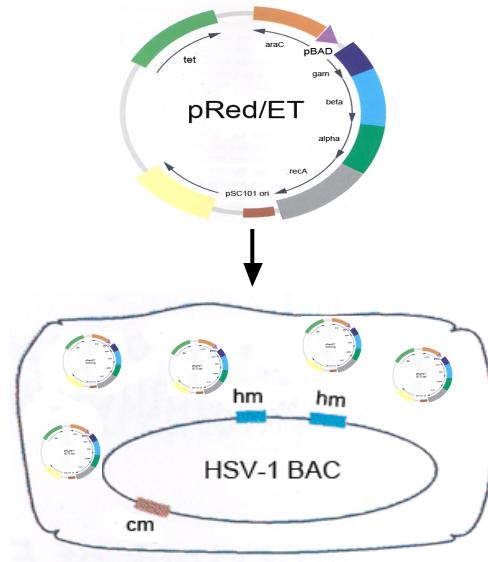 araC
tet
pBAD
gam
pRed/ET
beta
alpha
recA
pSC101 ori
hm
hm
HSV-1 BAC
cm